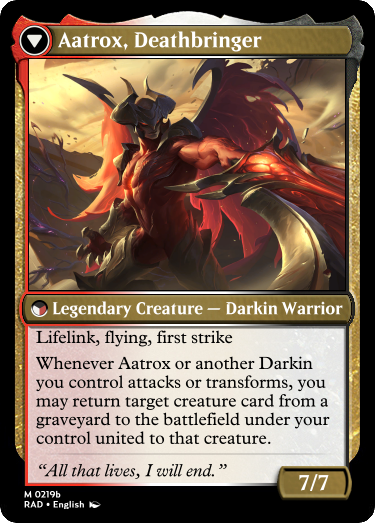 Aatrox, Deathbringer
Legendary Creature — Darkin Warrior
Lifelink, flying, first strike
Whenever Aatrox or another Darkin
you control attacks or transforms, you
may return target creature card from a
graveyard to the battlefield under your
control united to that creature.
“All that lives, I will end.”
7/7
M 0219b
RAD • English